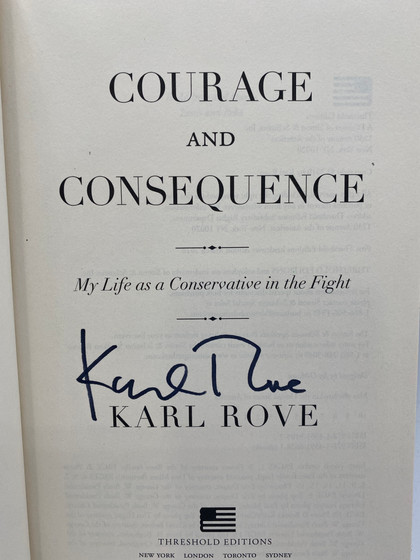 COURAGE
AND
CONSEQUENCE
My Life as a Conservative in the Fight
Karl Rove
KARL ROVE
THRESHOLD EDITIONS
NEW YORK LONDON TORONTO SYDNEY